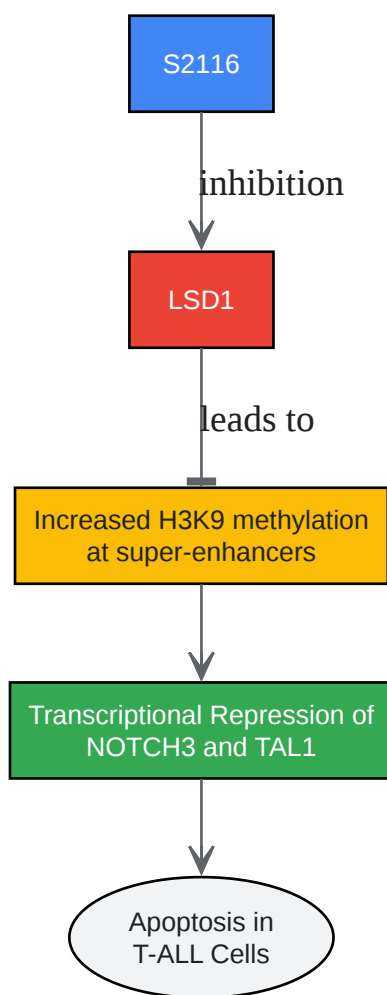 S2116
inhibition
LSD1
leads to
Increased H3K9 methylation
at super-enhancers
Transcriptional Repression of
NOTCH3 and TAL1
Apoptosis in
T-ALL Cells